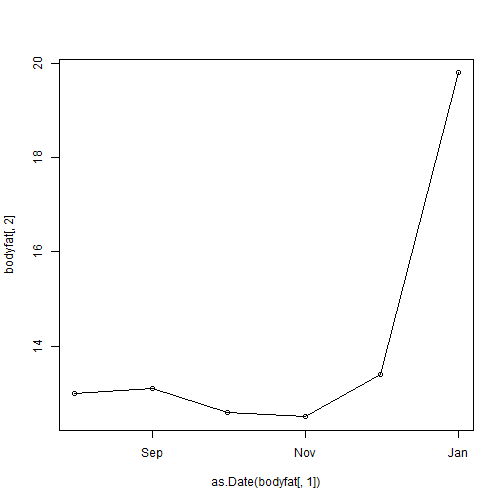 20
18
16
14
bodyfat[, 2]
Sep
Nov
Jan
as.Date(bodyfat[, 1])